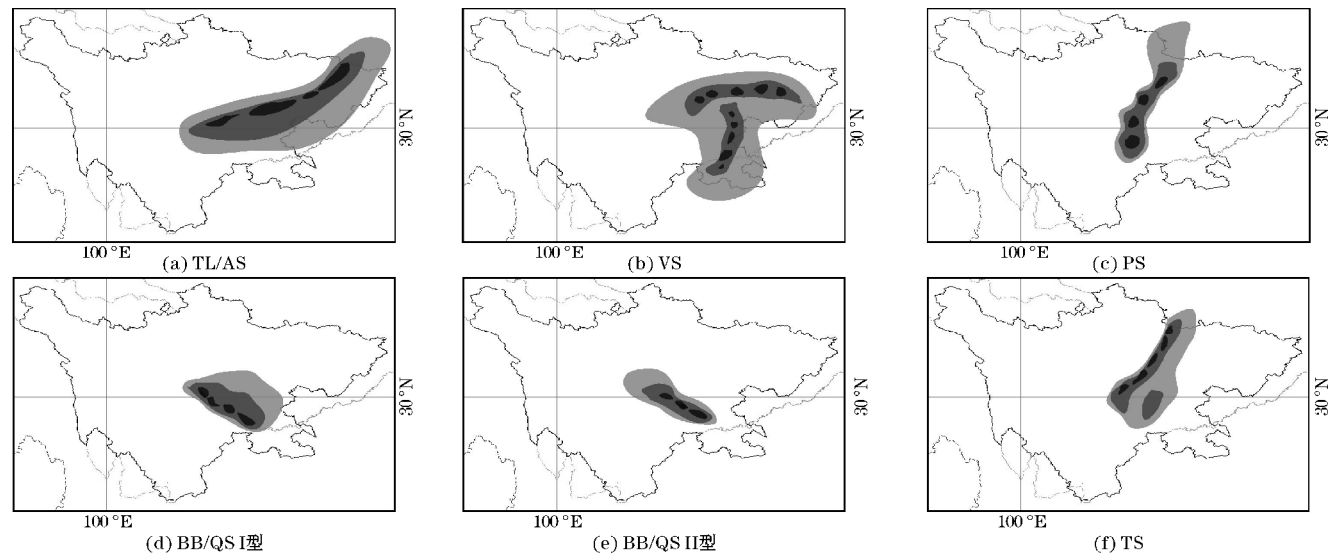 30°N
30°N
30°N
100°E
100°E
100°E
(a) TL/AS
(b) VS
(c) PS
30°N
30°N
30°N
100°E
100°E
100°E
(d) BB/QS I型
(e) BB/QS II型
(f) TS